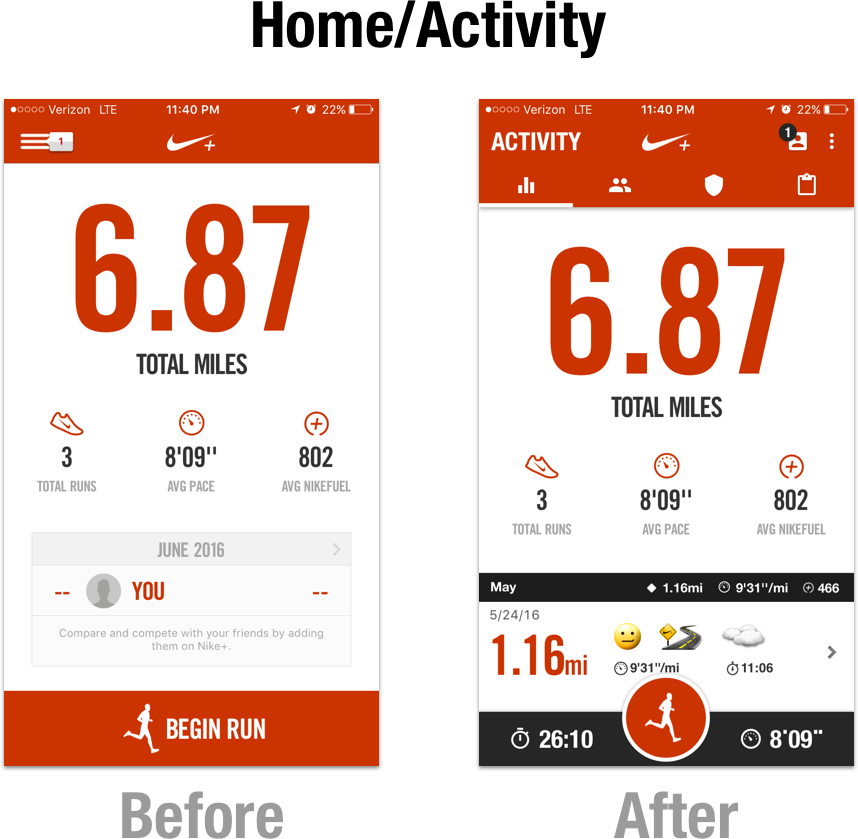 Home/Activity
Verizon LTE 11:40 PM 22%
1
6.87
TOTAL MILES
3 8'09'' 802
TOTAL RUNS AVG PACE AVG NIKEFUEL
JUNE 2016
-- YOU --
Compare and compete with your friends by adding
them on Nike+.
BEGIN RUN
Before
Verizon LTE 11:40 PM 22%
ACTIVITY 1
6.87
TOTAL MILES
3 8'09'' 802
TOTAL RUNS AVG PACE AVG NIKEFUEL
May 1.16mi 9'31''/mi 466
5/24/16
1.16mi 9'31''/mi 11:06
26:10 8'09''
After